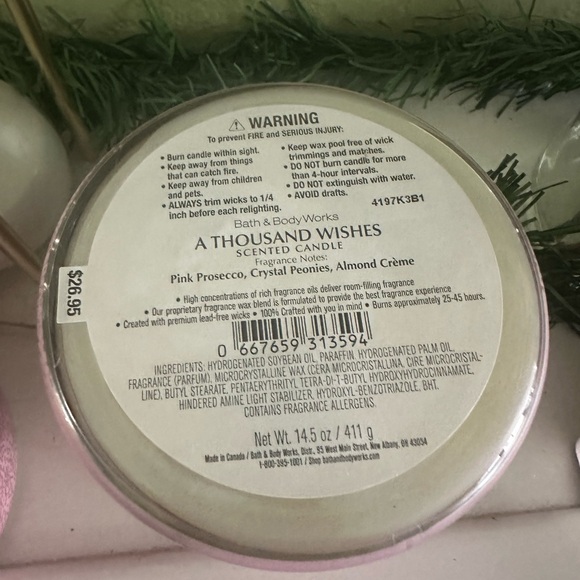 ⚠ WARNING
To prevent FIRE and SERIOUS INJURY:
• Burn candle within sight.
• Keep away from things
that can catch fire.
• Keep away from children
and pets.
• ALWAYS trim wicks to 1/4
inch before each relighting.
• Keep wax pool free of wick
trimmings and matches.
• DO NOT burn candle for more
than 4-hour intervals.
• DO NOT extinguish with water.
• AVOID drafts.
4197K3B1
Bath & Body Works
A THOUSAND WISHES
SCENTED CANDLE
Fragrance Notes:
Pink Prosecco, Crystal Peonies, Almond Crème
• High concentrations of rich fragrance oils deliver room-filling fragrance
• Our proprietary fragrance wax blend is formulated to provide the best fragrance experience
• Created with premium lead-free wicks • 100% Crafted with you in mind • Burns approximately 25-45 hours.
0 667659 313594
INGREDIENTS: HYDROGENATED SOYBEAN OIL, PARAFFIN, HYDROGENATED PALM OIL,
FRAGRANCE (PARFUM), MICROCRYSTALLINE WAX (CERA MICROCRISTALLINA, CIRE MICROCRISTAL-
LINE), BUTYL STEARATE, PENTAERYTHRITYL TETRA-DI-T-BUTYL HYDROXYHYDROCINNAMATE,
HINDERED AMINE LIGHT STABILIZER, HYDROXYL-BENZOTRIAZOLE, BHT.
CONTAINS FRAGRANCE ALLERGENS.
Net Wt. 14.5 oz / 411 g
Made in Canada / Bath & Body Works, Distr., 95 West Main Street, New Albany, OH 43054
1-800-395-1001 / Shop bathandbodyworks.com
$26.95